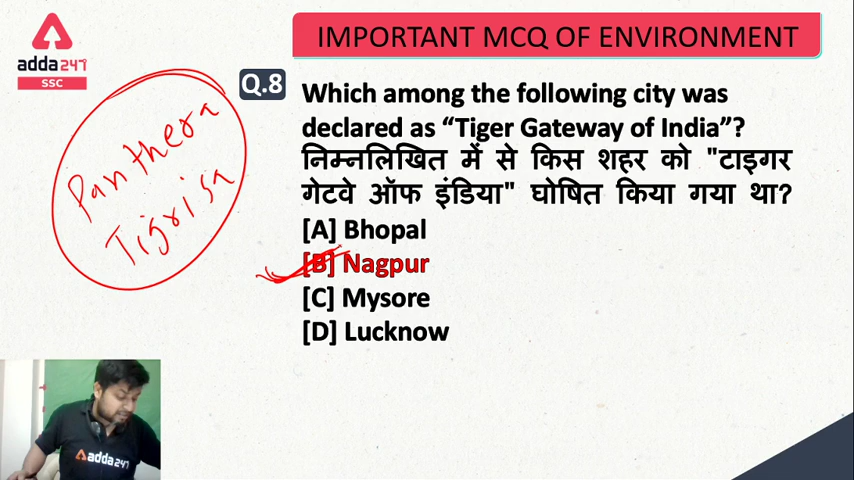 IMPORTANT MCQ OF ENVIRONMENT
adda247
SSC
Q.8
Which among the following city was
declared as “Tiger Gateway of India”?
निम्नलिखित में से किस शहर को "टाइगर
गेटवे ऑफ इंडिया" घोषित किया गया था?
[A] Bhopal
[B] Nagpur
[C] Mysore
[D] Lucknow
Panthera
Tigrisa
adda247